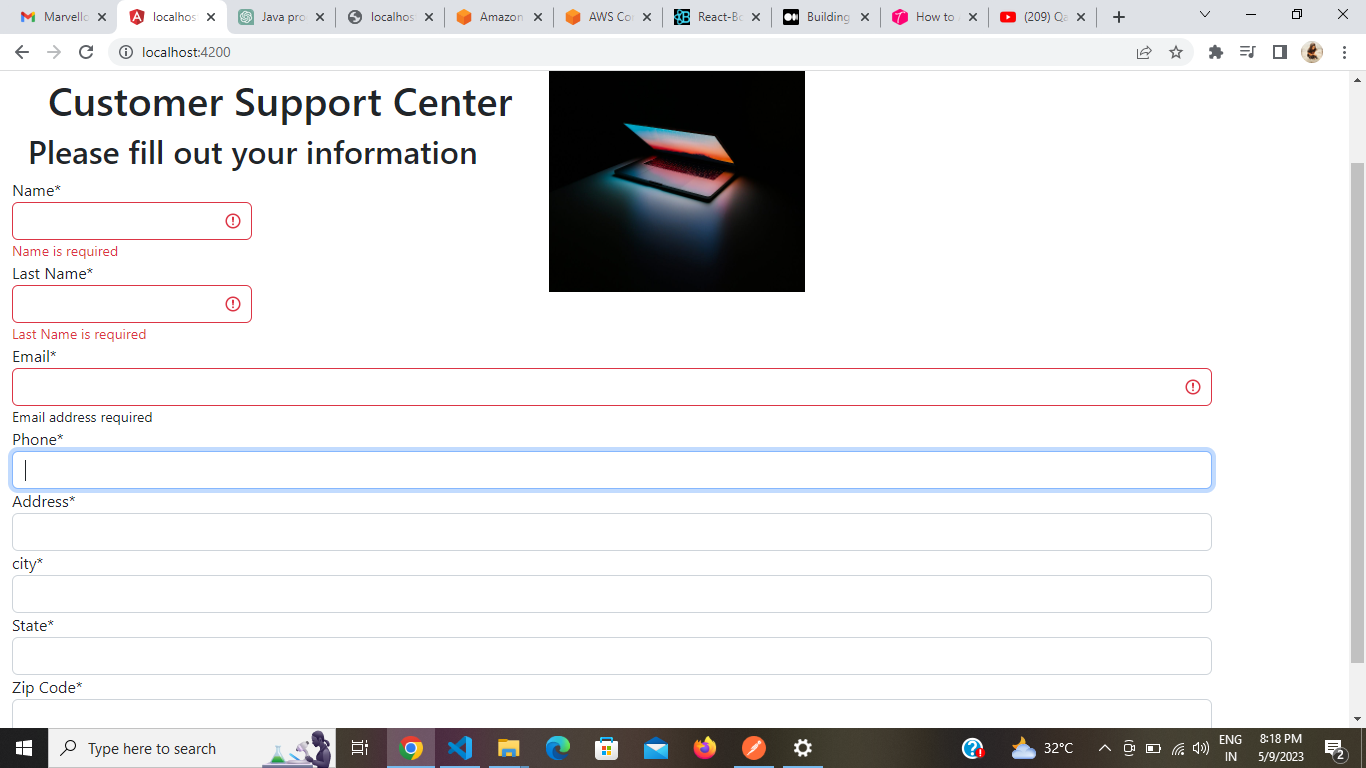 Marvello
localhos
Java pro
localhos
Amazon
AWS Co
React-Bo
Building
How to
(209) Qa
localhost:4200
Customer Support Center
Please fill out your information
Name*
Name is required
Last Name*
Last Name is required
Email*
Email address required
Phone*
Address*
city*
State*
Zip Code*
Type here to search
32°C
ENG
IN
8:18 PM
5/9/2023
2